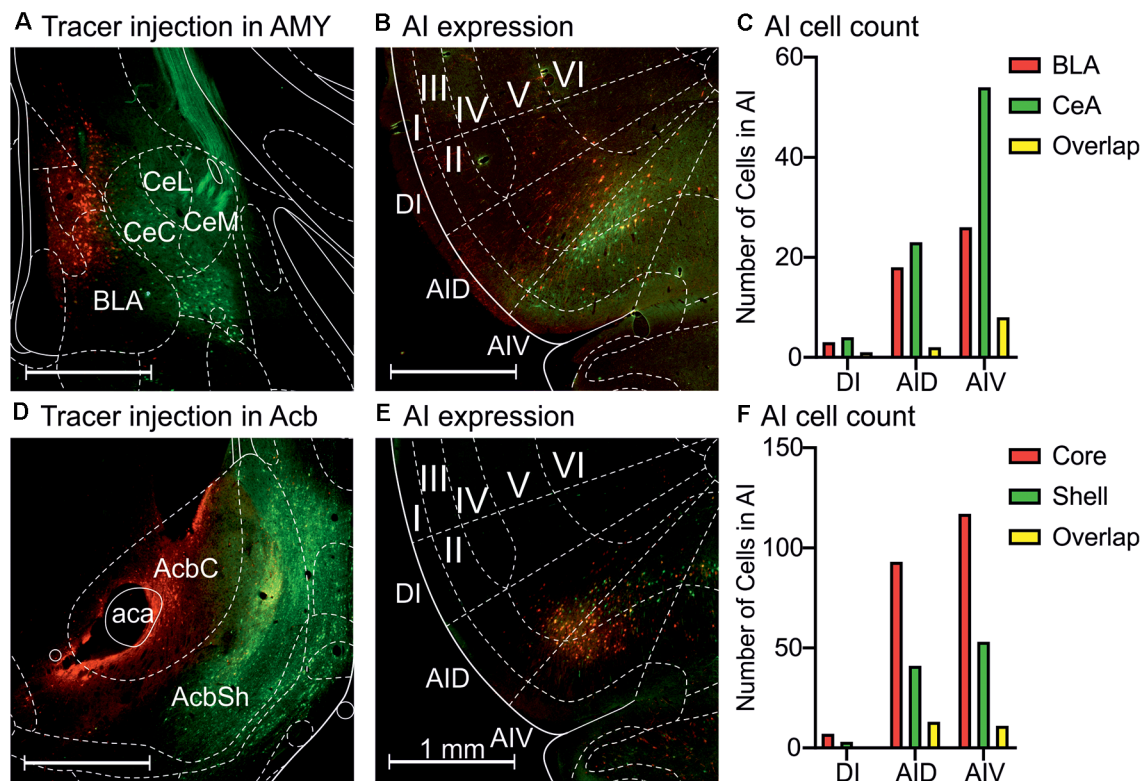 A Tracer injection in AMY
CeL
CeC
CeM
BLA
B AI expression
III
IV
V
VI
I
II
DI
AID
AIV
C AI cell count
BLA
CeA
Overlap
Number of Cells in AI
60
40
20
0
DI AID AIV
D Tracer injection in Acb
AcbC
aca
AcbSh
E AI expression
III
IV
V
VI
I
II
DI
AID
AIV
1 mm
F AI cell count
Core
Shell
Overlap
Number of Cells in AI
150
100
50
0
DI AID AIV